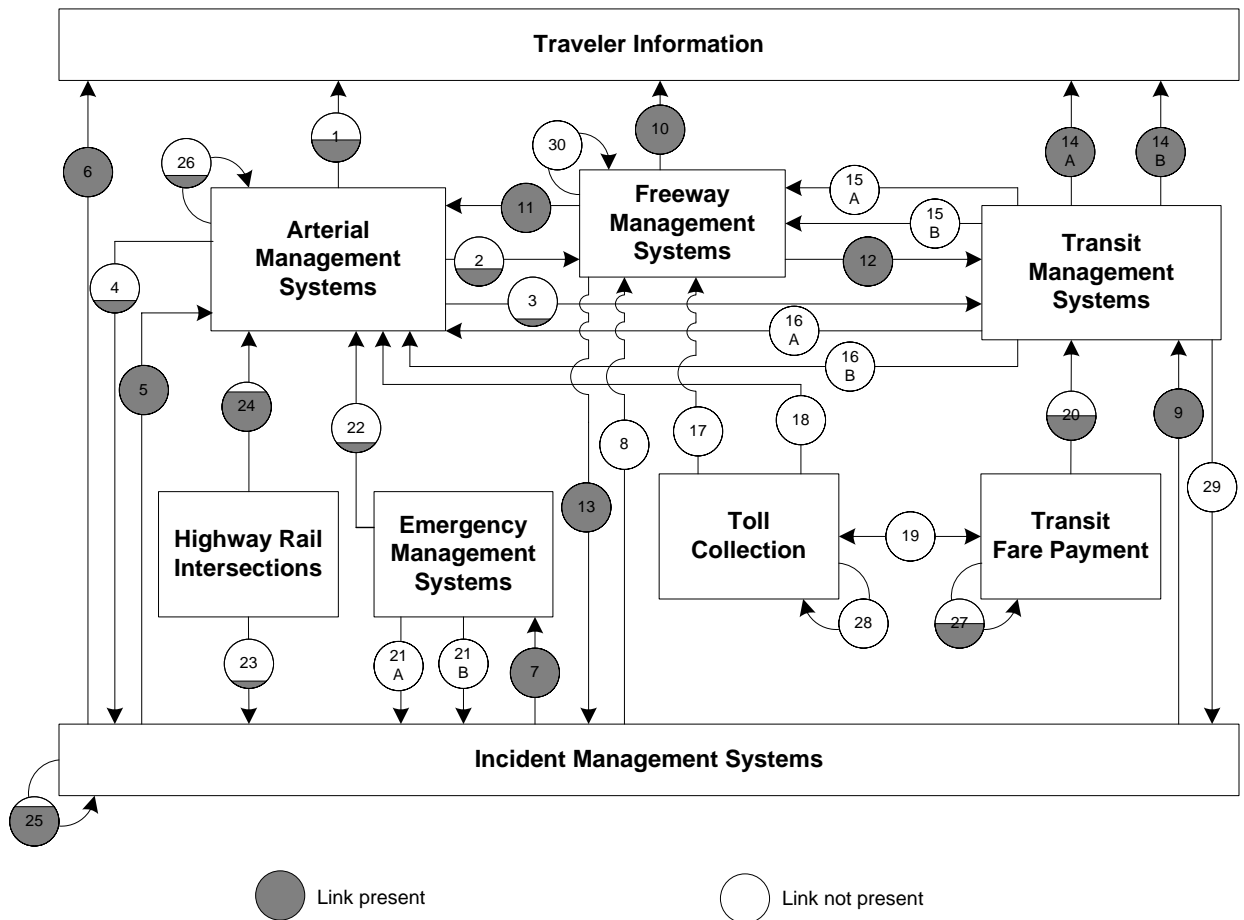 Traveler Information
1
10
14
A
14
B
6
26
30
15
A
11
Freeway
Management
Systems
15
B
Arterial
Management
Systems
2
12
Transit
Management
Systems
4
3
16
A
16
B
5
24
22
8
17
18
20
9
29
13
Highway Rail
Intersections
Emergency
Management
Systems
Toll
Collection
19
Transit
Fare Payment
28
27
23
21
A
21
B
7
Incident Management Systems
25
Link present
Link not present